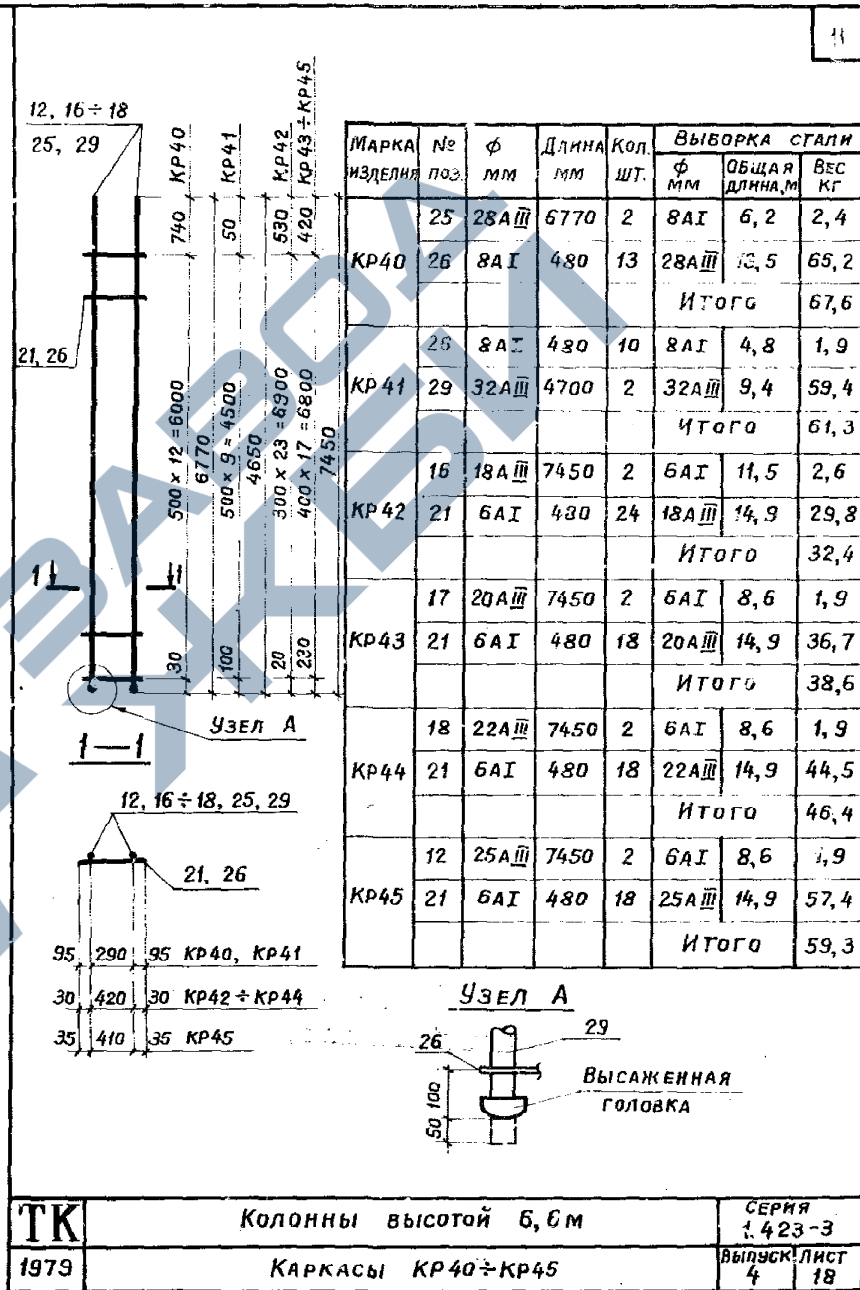 11
12, 16÷18
25, 29
740 КР40
50 КР41
530 КР42
420 КР43÷КР45
21, 26
500 x 12 = 6000
6770
500 x 9 = 4500
4650
300 x 23 = 6900
400 x 17 = 6800
7450
1 1
30
100
20
230
Узел А
1—1
12, 16÷18, 25, 29
21, 26
95 290 95 КР40, КР41
30 420 30 КР42÷КР44
35 410 35 КР45
Марка изделия № поз. ф мм Длина мм Кол. шт. Выборка стали
ф мм Общая длина, м Вес кг
25 28АIII 6770 2 8АI 6,2 2,4
КР40 26 8АI 480 13 28АIII 13,5 65,2
Итого 67,6
26 8АI 480 10 8АI 4,8 1,9
КР41 29 32АIII 4700 2 32АIII 9,4 59,4
Итого 61,3
16 18АIII 7450 2 6АI 11,5 2,6
КР42 21 6АI 480 24 18АIII 14,9 29,8
Итого 32,4
17 20АIII 7450 2 6АI 8,6 1,9
КР43 21 6АI 480 18 20АIII 14,9 36,7
Итого 38,6
18 22АIII 7450 2 6АI 8,6 1,9
КР44 21 6АI 480 18 22АIII 14,9 44,5
Итого 46,4
12 25АIII 7450 2 6АI 8,6 1,9
КР45 21 6АI 480 18 25АIII 14,9 57,4
Итого 59,3
Узел А
26
29
50 100
Высаженная
головка
ТК Колонны высотой 6,6м Серия 1.423-3
1979 Каркасы КР40÷КР45 Выпуск 4 Лист 18
ЗАВОД
ЖБИ